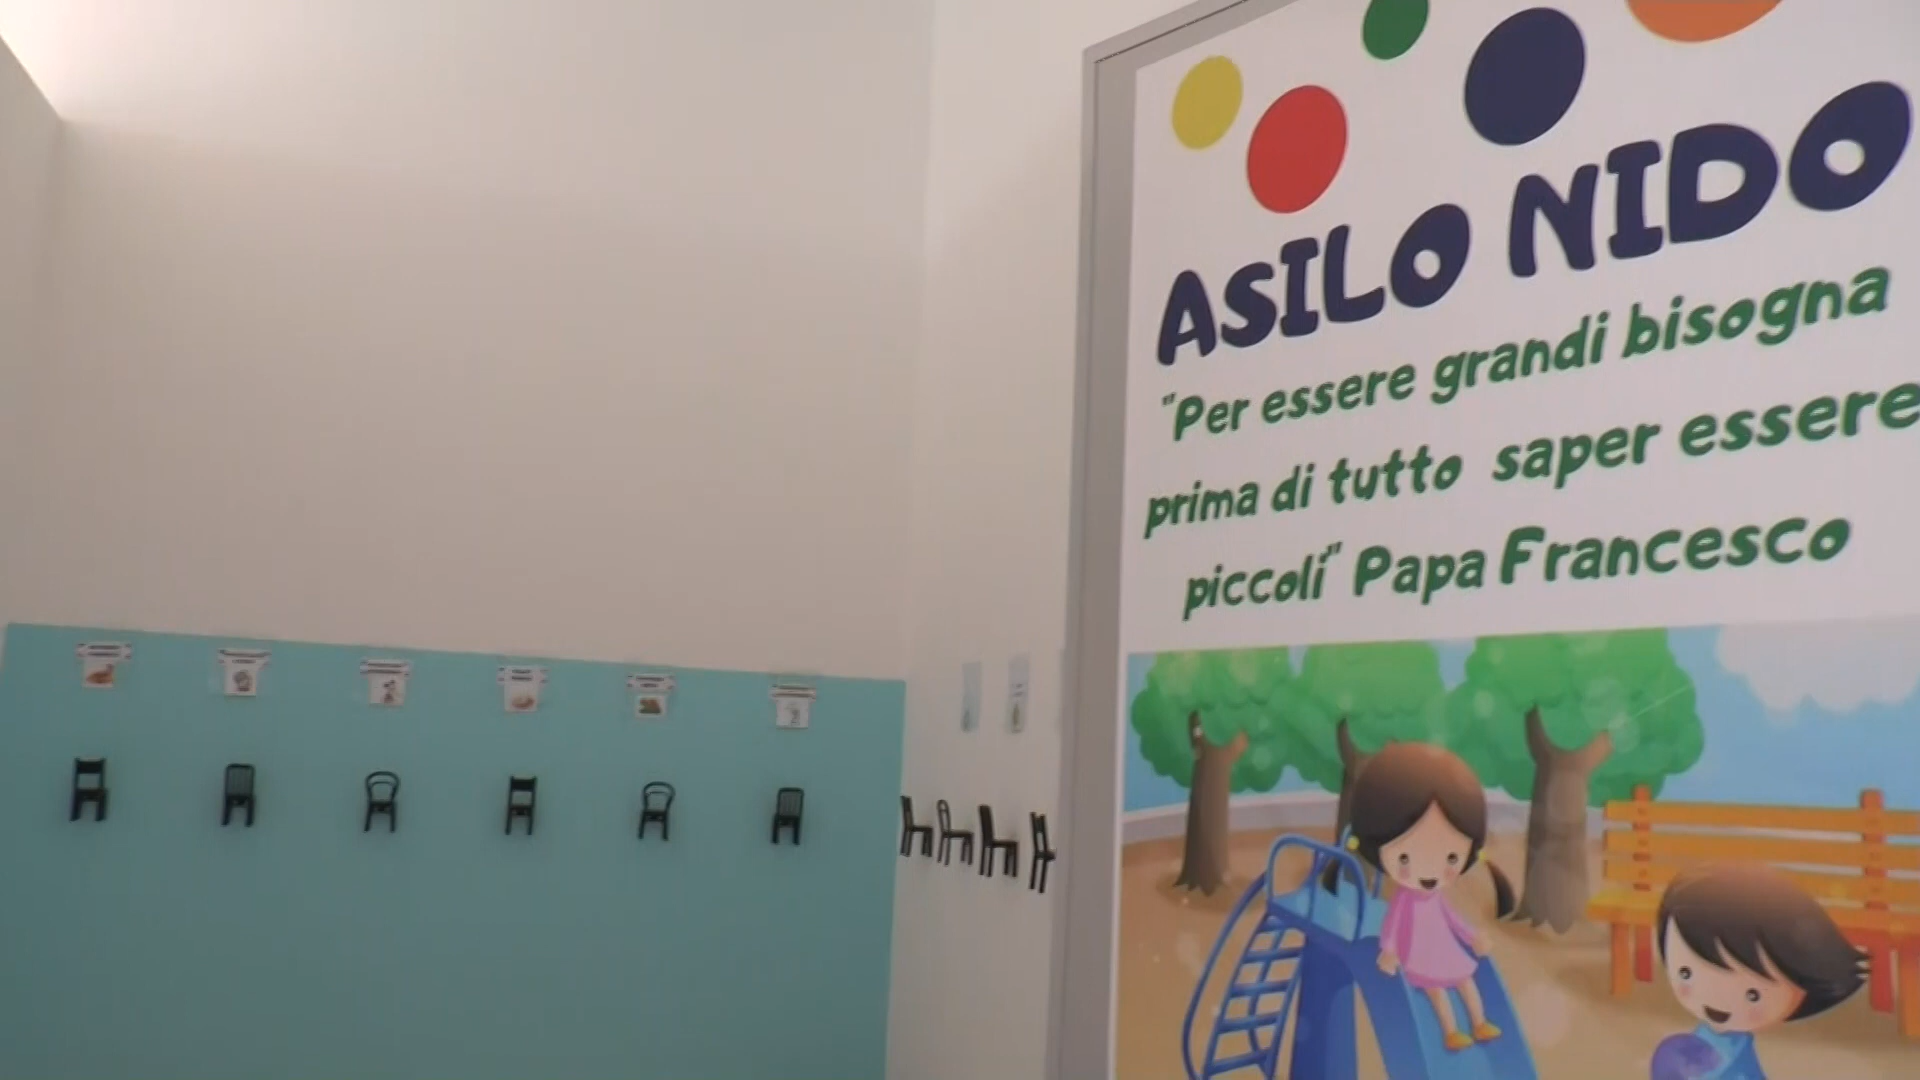 ASILO NIDO
"Per essere grandi bisogna
prima di tutto saper essere
piccoli" Papa Francesco